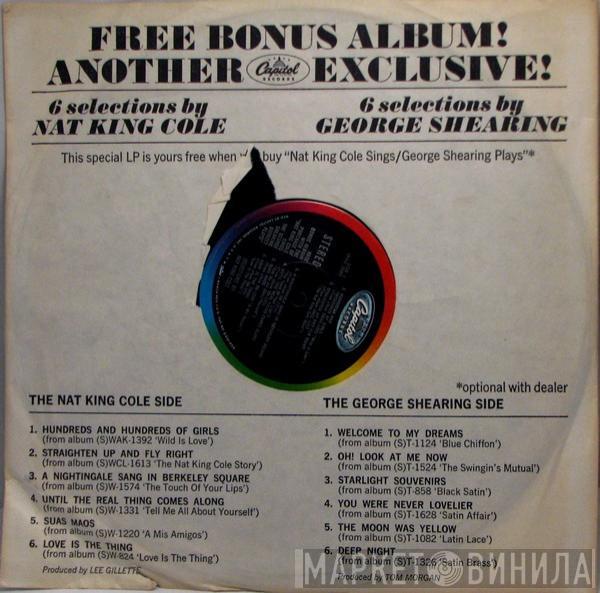 FREE BONUS ALBUM!
ANOTHER Capitol RECORDS EXCLUSIVE!
6 selections by
NAT KING COLE
6 selections by
GEORGE SHEARING
This special LP is yours free when buy "Nat King Cole Sings/George Shearing Plays"*
STEREO
Capitol
RECORDS
*optional with dealer
THE NAT KING COLE SIDE
1. HUNDREDS AND HUNDREDS OF GIRLS
(from album (S)WAK-1392 'Wild Is Love')
2. STRAIGHTEN UP AND FLY RIGHT
(from album (S)WCL-1613 'The Nat King Cole Story')
3. A NIGHTINGALE SANG IN BERKELEY SQUARE
(from album (S)W-1574 'The Touch Of Your Lips')
4. UNTIL THE REAL THING COMES ALONG
(from album (S)W-1331 'Tell Me All About Yourself')
5. SUAS MAOS
(from album (S)W-1220 'A Mis Amigos')
6. LOVE IS THE THING
(from album (S)W-824 'Love Is The Thing')
Produced by LEE GILLETTE
THE GEORGE SHEARING SIDE
1. WELCOME TO MY DREAMS
(from album (S)T-1124 'Blue Chiffon')
2. OH! LOOK AT ME NOW
(from album (S)T-1524 'The Swingin's Mutual')
3. STARLIGHT SOUVENIRS
(from album (S)T-858 'Black Satin')
4. YOU WERE NEVER LOVELIER
(from album (S)T-1628 'Satin Affair')
5. THE MOON WAS YELLOW
(from album (S)T-1082 'Latin Lace')
6. DEEP NIGHT
(from album (S)T-1326 'Satin Brass')
Produced by TOM MORGAN
МАРКЕТ ВИНИЛА